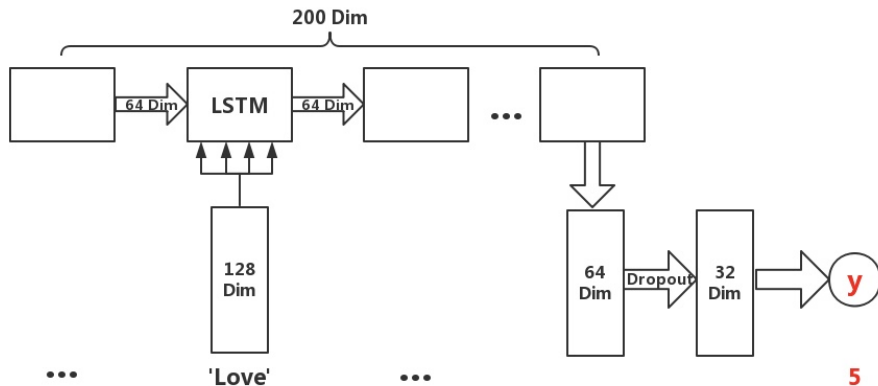 200 Dim
64 Dim
LSTM
64 Dim
...
128
Dim
64
Dim
Dropout
32
Dim
y
...
'Love'
...
5